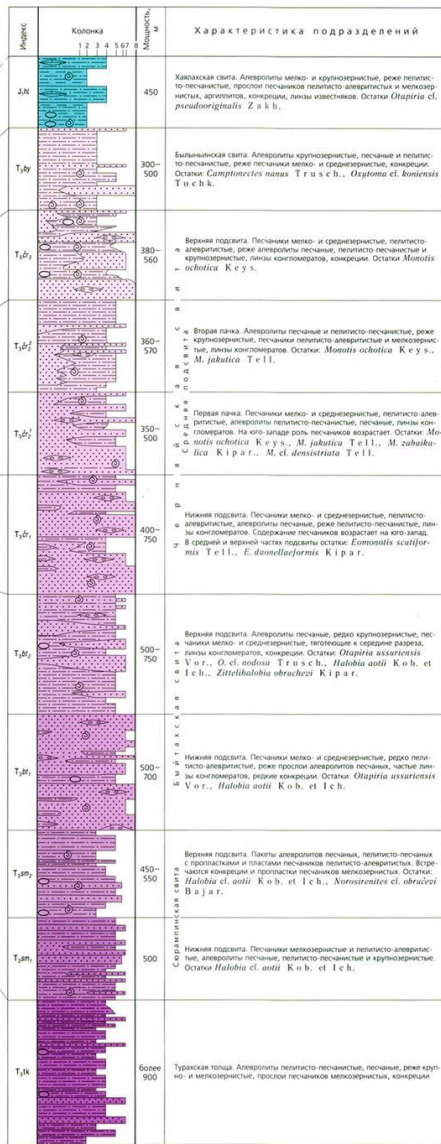 Индекс
Колонка
1 2 3 4 5 6 7 8
Мощность,
м
Характеристика подразделений
J₁hl
450
Хаялахская свита. Алевролиты мелко- и крупнозернистые, реже пелитис-
то-песчанистые, прослои песчаников пелитисто-алевритистых и мелкозер-
нистых, аргиллитов, конкреции, линзы известняков. Остатки Otapiria cf.
pseudooriginalis Zakh.
T₃by
300–
500
Былыньинская свита. Алевролиты крупнозернистые, песчаные и пелитис-
то-песчанистые, реже песчаники мелко- и среднезернистые, конкреции.
Остатки: Camptonectes nanus Trusch., Oxytoma cf. koniensis
Tuchk.
T₃čr₃
380–
560
Верхняя подсвита. Песчаники мелко- и среднезернистые, пелитисто-
алевритистые, реже алевролиты песчаные, пелитисто-песчанистые и
крупнозернистые, линзы конгломератов, конкреции. Остатки Monotis
ochotica Keys.
T₃čr₂²
360–
570
Вторая пачка. Алевролиты песчаные и пелитисто-песчанистые, реже
крупнозернистые, песчаники пелитисто-алевритистые и мелкозернис-
тые, линзы конгломератов. Остатки: Monotis ochotica Keys.,
M. jakutica Tell.
T₃čr₂¹
350–
500
Средняя подсвита
Первая пачка. Песчаники мелко- и среднезернистые, пелитисто-алев-
ритистые, алевролиты пелитисто-песчанистые, песчаные, линзы кон-
гломератов. На юго-западе роль песчаников возрастает. Остатки: Mo-
notis ochotica Keys., M. jakutica Tell., M. zabaika-
lica Kipar., M. cf. densistriata Tell.
T₃čr₁
400–
750
Нижняя подсвита. Песчаники мелко- и среднезернистые, пелитисто-
алевритистые, алевролиты песчаные, реже пелитисто-песчанистые, лин-
зы конгломератов. Содержание песчаников возрастает на юго-запад.
В средней и верхней частях подсвиты остатки: Eomonotis scutifor-
mis Tell., E. daonellaeformis Kipar.
T₃bt₂
500–
750
Верхняя подсвита. Алевролиты песчаные, редко крупнозернистые, пес-
чаники мелко- и среднезернистые, тяготеющие к середине разреза,
линзы конгломератов, конкреции. Остатки: Otapiria ussuriensis
Vor., O. cf. nodosa Trusch., Halobia aotii Kob. et
Ich., Zittelihalobia obruchevi Kipar.
Быйтахская свита
T₃bt₁
500–
700
Нижняя подсвита. Песчаники мелко- и среднезернистые, редко пели-
тисто-алевритистые, реже прослои алевролитов песчаных, частые лин-
зы конгломератов, редкие конкреции. Остатки: Otapiria ussuriensis
Vor., Halobia aotii Kob. et Ich.
T₃sm₂
450–
550
Верхняя подсвита. Пакеты алевролитов песчаных, пелитисто-песчаных
с пропластками и пластами песчаников пелитисто-алевритистых. Встре-
чаются конкреции и пропластки песчаников мелкозернистых. Остатки:
Halobia cf. aotii Kob. et Ich., Norosirenites cf. obručevi
Bajar.
Сюрампинская свита
T₃sm₁
500
Нижняя подсвита. Песчаники мелкозернистые и пелитисто-алевритис-
тые, алевролиты песчаные, пелитисто-песчанистые и крупнозернистые.
Остатки Halobia cf. aotii Kob. et Ich.
T₃tk
более
900
Турахская толща. Алевролиты пелитисто-песчанистые, песчаные, реже круп-
но- и мелкозернистые, прослои песчаников мелкозернистых, конкреции